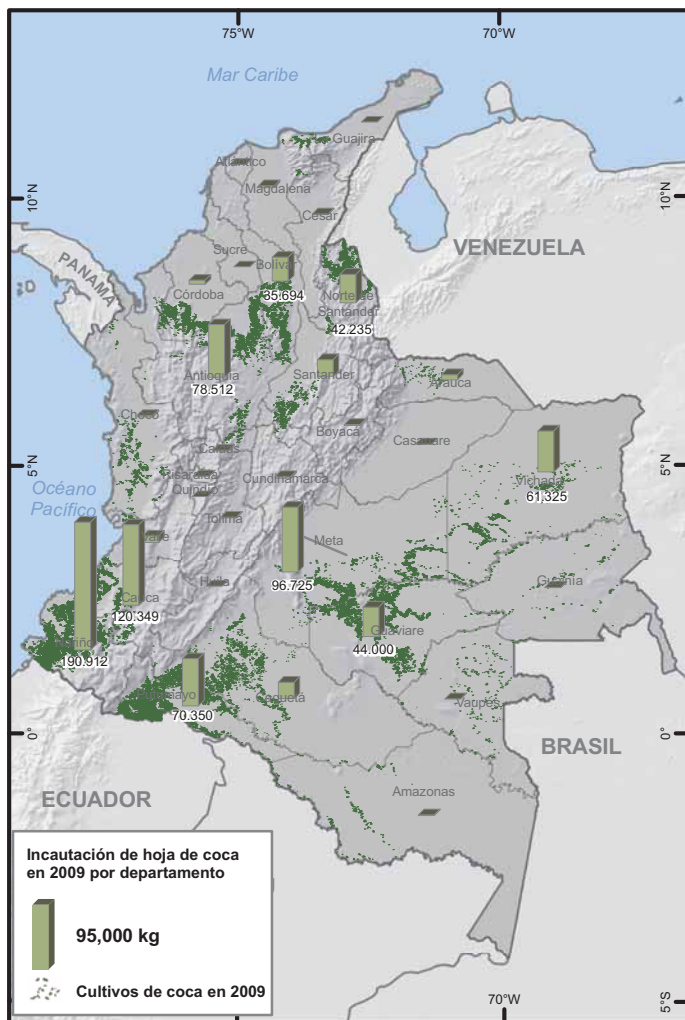 75°W
70°W
Mar Caribe
Guajira
Atlántico
Magdalena
10°N
10°N
Cesar
VENEZUELA
Sucre
Bolívar
PANAMA
Córdoba
35.694
Norte de
Santander
42.235
Antioquia
78.512
Santander
Arauca
Chocó
Boyacá
Casanare
Caldas
5°N
5°N
Risaralda
Cundinamarca
Quindío
Vichada
61,325
Océano
Pacífico
Tolima
Meta
Valle
Huila
Guainía
96.725
Cauca
120.349
Guaviare
44.000
Nariño
190.912
Putumayo
70.350
Caquetá
Vaupés
0°
0°
BRASIL
ECUADOR
Amazonas
Incautación de hoja de coca
en 2009 por departamento
95,000 kg
Cultivos de coca en 2009
70°W
5°S